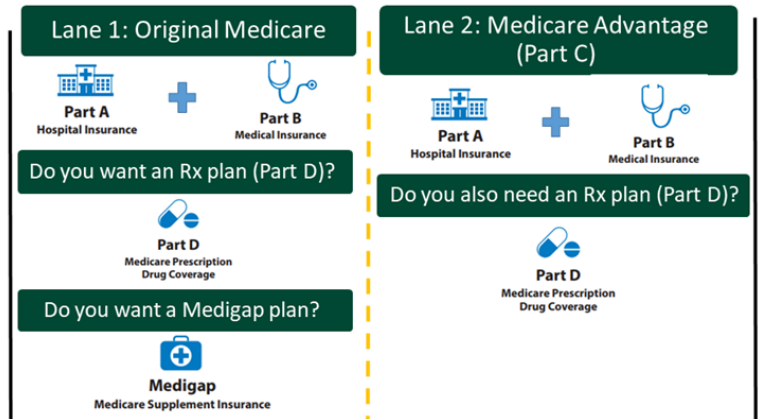 Lane 1: Original Medicare
Part A
Hospital Insurance
Part B
Medical Insurance
Do you want an Rx plan (Part D)?
Part D
Medicare Prescription
Drug Coverage
Do you want a Medigap plan?
Medigap
Medicare Supplement Insurance
Lane 2: Medicare Advantage
(Part C)
Part A
Hospital Insurance
Part B
Medical Insurance
Do you also need an Rx plan (Part D)?
Part D
Medicare Prescription
Drug Coverage